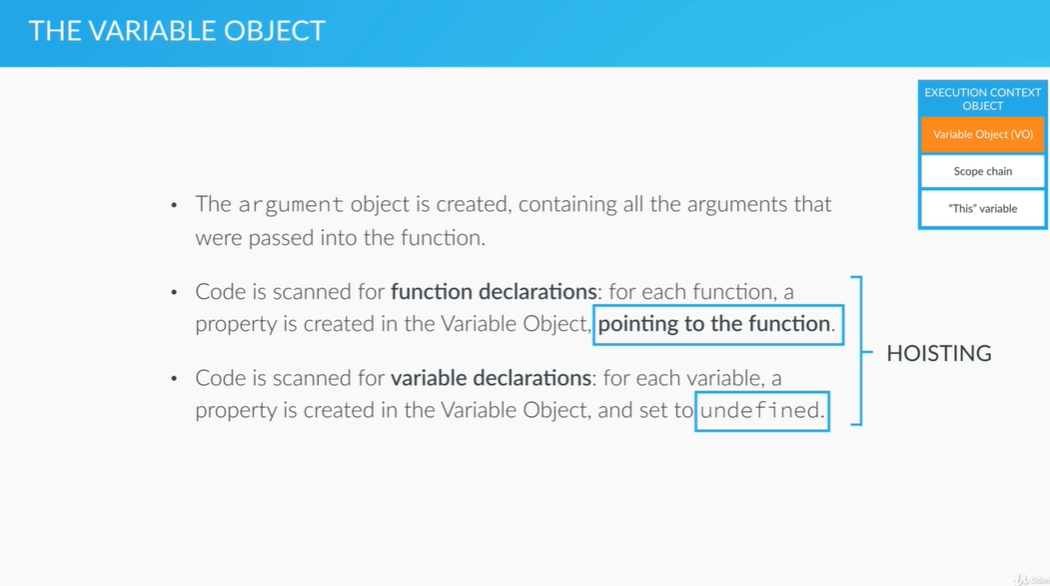 THE VARIABLE OBJECT
EXECUTION CONTEXT
OBJECT
Variable Object (VO)
Scope chain
"This" variable
• The argument object is created, containing all the arguments that
were passed into the function.
• Code is scanned for function declarations: for each function, a
property is created in the Variable Object, pointing to the function.
• Code is scanned for variable declarations: for each variable, a
property is created in the Variable Object, and set to undefined.
HOISTING